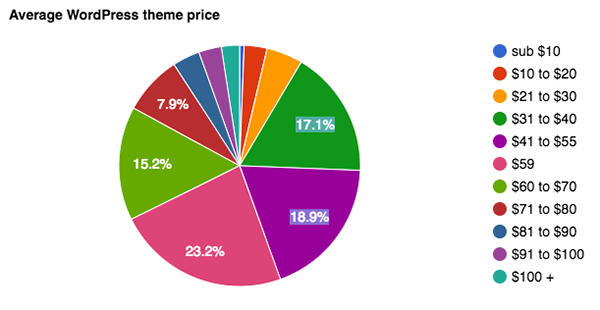 Average WordPress theme price
sub $10
$10 to $20
$21 to $30
$31 to $40
$41 to $55
$59
$60 to $70
$71 to $80
$81 to $90
$91 to $100
$100 +
7.9%
17.1%
15.2%
18.9%
23.2%